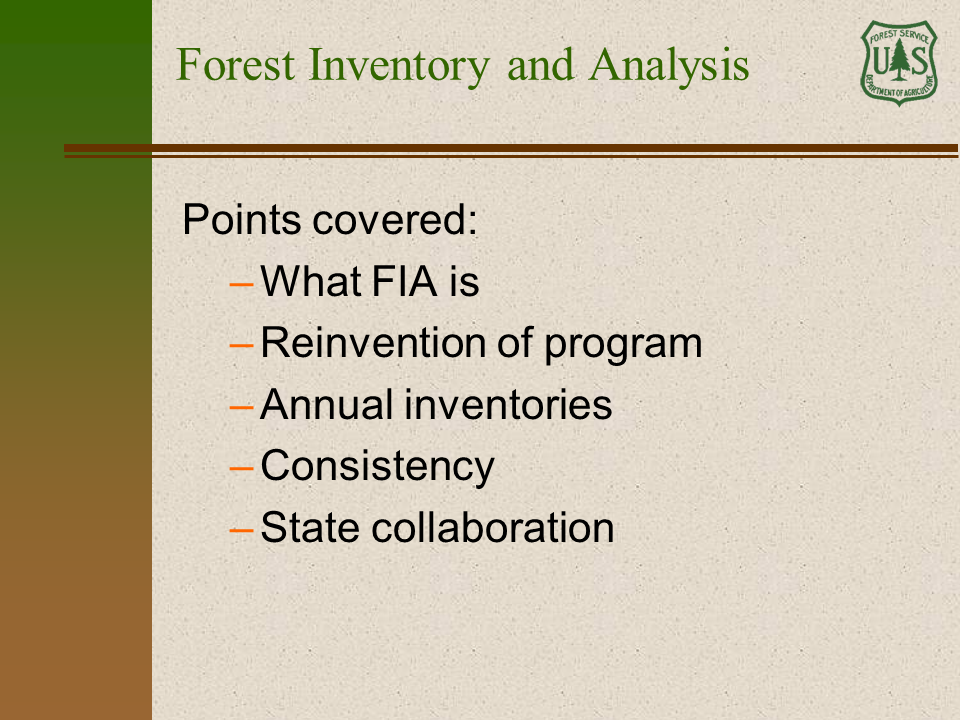 Forest Inventory and Analysis
FOREST SERVICE
U S
DEPARTMENT OF AGRICULTURE
Points covered:
– What FIA is
– Reinvention of program
– Annual inventories
– Consistency
– State collaboration